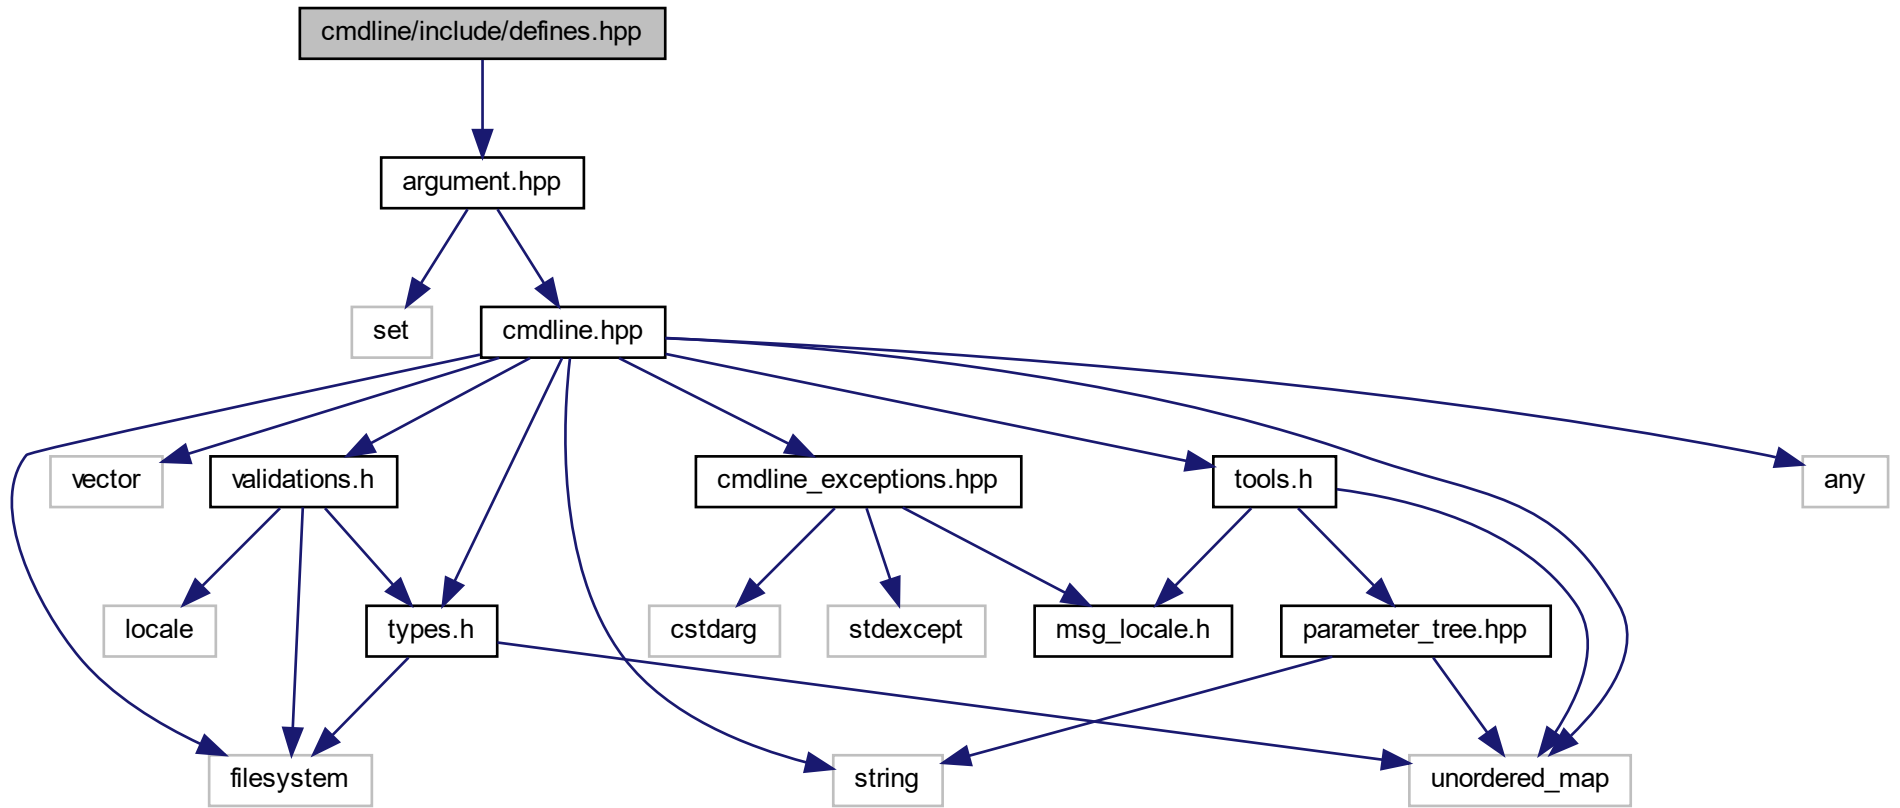 cmdline/include/defines.hpp
argument.hpp
set
cmdline.hpp
vector
validations.h
cmdline_exceptions.hpp
tools.h
any
locale
types.h
cstdarg
stdexcept
msg_locale.h
parameter_tree.hpp
filesystem
string
unordered_map